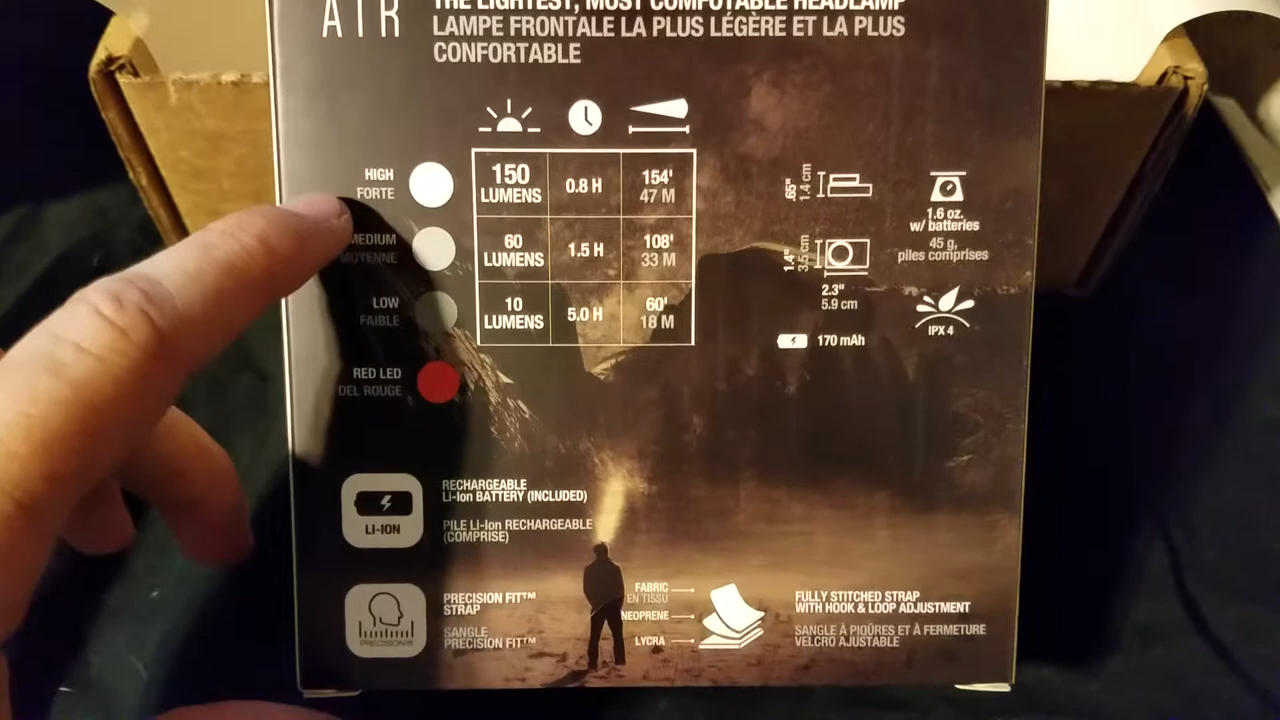 AIR
THE LIGHTEST, MOST COMFOTABLE HEADLAMP
LAMPE FRONTALE LA PLUS LÉGÈRE ET LA PLUS
CONFORTABLE
HIGH
FORTE
150
LUMENS
0.8 H
154'
47 M
MEDIUM
MOYENNE
60
LUMENS
1.5 H
108'
33 M
LOW
FAIBLE
10
LUMENS
5.0 H
60'
18 M
RED LED
DEL ROUGE
.65"
1.4 cm
1.4"
3.5 cm
2.3"
5.9 cm
170 mAh
1.6 oz.
w/ batteries
45 g,
piles comprises
IPX 4
LI-ION
RECHARGEABLE
Li-Ion BATTERY (INCLUDED)
PILE Li-Ion RECHARGEABLE
(COMPRISE)
PRECISION FIT™
STRAP
SANGLE
PRECISION FIT™
FABRIC
EN TISSU
NEOPRENE
LYCRA
FULLY STITCHED STRAP
WITH HOOK & LOOP ADJUSTMENT
SANGLE À PIQÛRES ET À FERMETURE
VELCRO AJUSTABLE